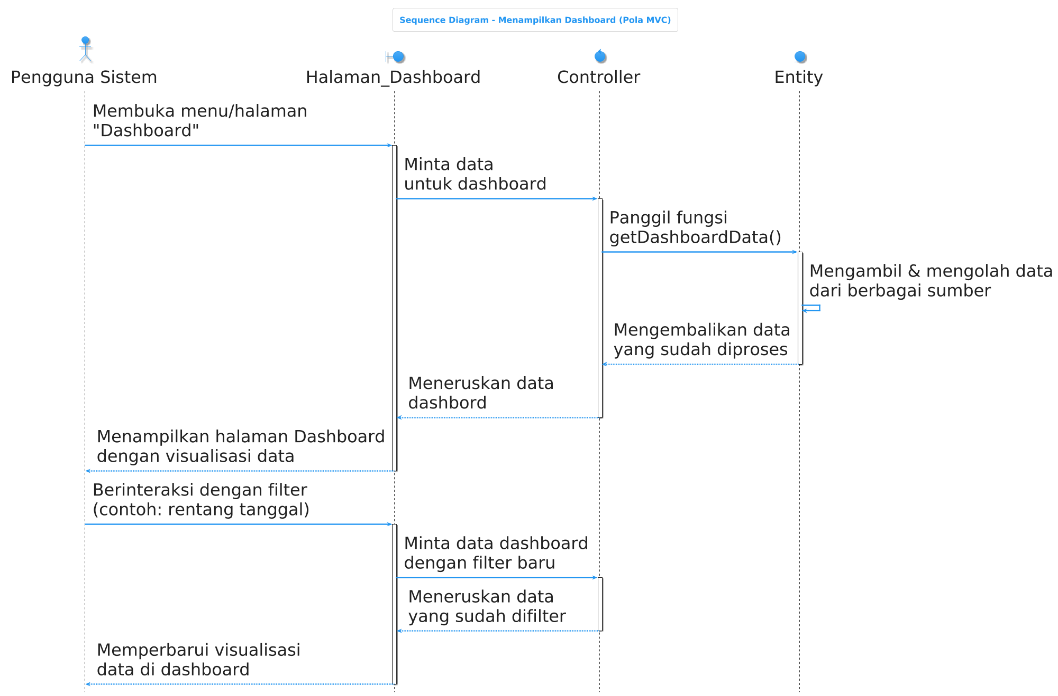 Sequence Diagram - Menampilkan Dashboard (Pola MVC)
Pengguna Sistem
Halaman_Dashboard
Controller
Entity
Membuka menu/halaman
"Dashboard"
Minta data
untuk dashboard
Panggil fungsi
getDashboardData()
Mengambil & mengolah data
dari berbagai sumber
Mengembalikan data
yang sudah diproses
Meneruskan data
dashbord
Menampilkan halaman Dashboard
dengan visualisasi data
Berinteraksi dengan filter
(contoh: rentang tanggal)
Minta data dashboard
dengan filter baru
Meneruskan data
yang sudah difilter
Memperbarui visualisasi
data di dashboard